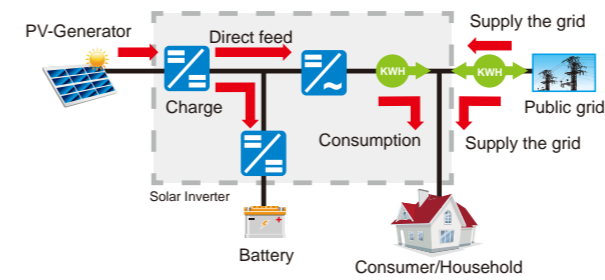 Supply the grid
PV-Generator
Direct feed
KWH
KWH
Charge
Public grid
Consumption
Supply the grid
Solar Inverter
Battery
Consumer/Household